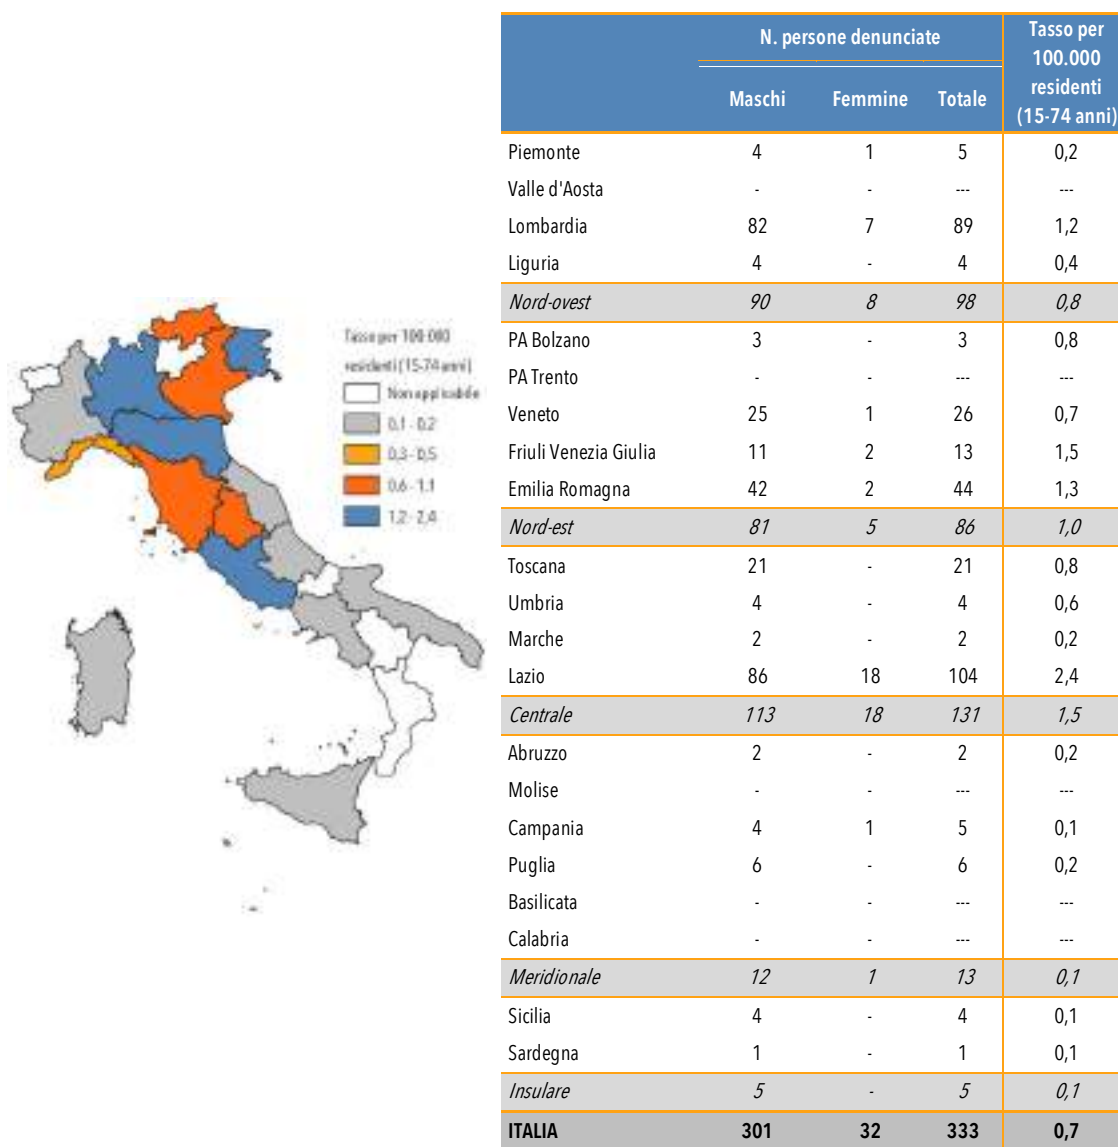 Tasso per 100.000
residenti (15-74 anni)
Non applicabile
0,1 - 0,2
0,3 - 0,5
0,6 - 1,1
1,2 - 2,4
N. persone denunciate Tasso per 100.000 residenti (15-74 anni)
Maschi Femmine Totale
Piemonte 4 1 5 0,2
Valle d'Aosta - - --- ---
Lombardia 82 7 89 1,2
Liguria 4 - 4 0,4
Nord-ovest 90 8 98 0,8
PA Bolzano 3 - 3 0,8
PA Trento - - --- ---
Veneto 25 1 26 0,7
Friuli Venezia Giulia 11 2 13 1,5
Emilia Romagna 42 2 44 1,3
Nord-est 81 5 86 1,0
Toscana 21 - 21 0,8
Umbria 4 - 4 0,6
Marche 2 - 2 0,2
Lazio 86 18 104 2,4
Centrale 113 18 131 1,5
Abruzzo 2 - 2 0,2
Molise - - --- ---
Campania 4 1 5 0,1
Puglia 6 - 6 0,2
Basilicata - - --- ---
Calabria - - --- ---
Meridionale 12 1 13 0,1
Sicilia 4 - 4 0,1
Sardegna 1 - 1 0,1
Insulare 5 - 5 0,1
ITALIA 301 32 333 0,7